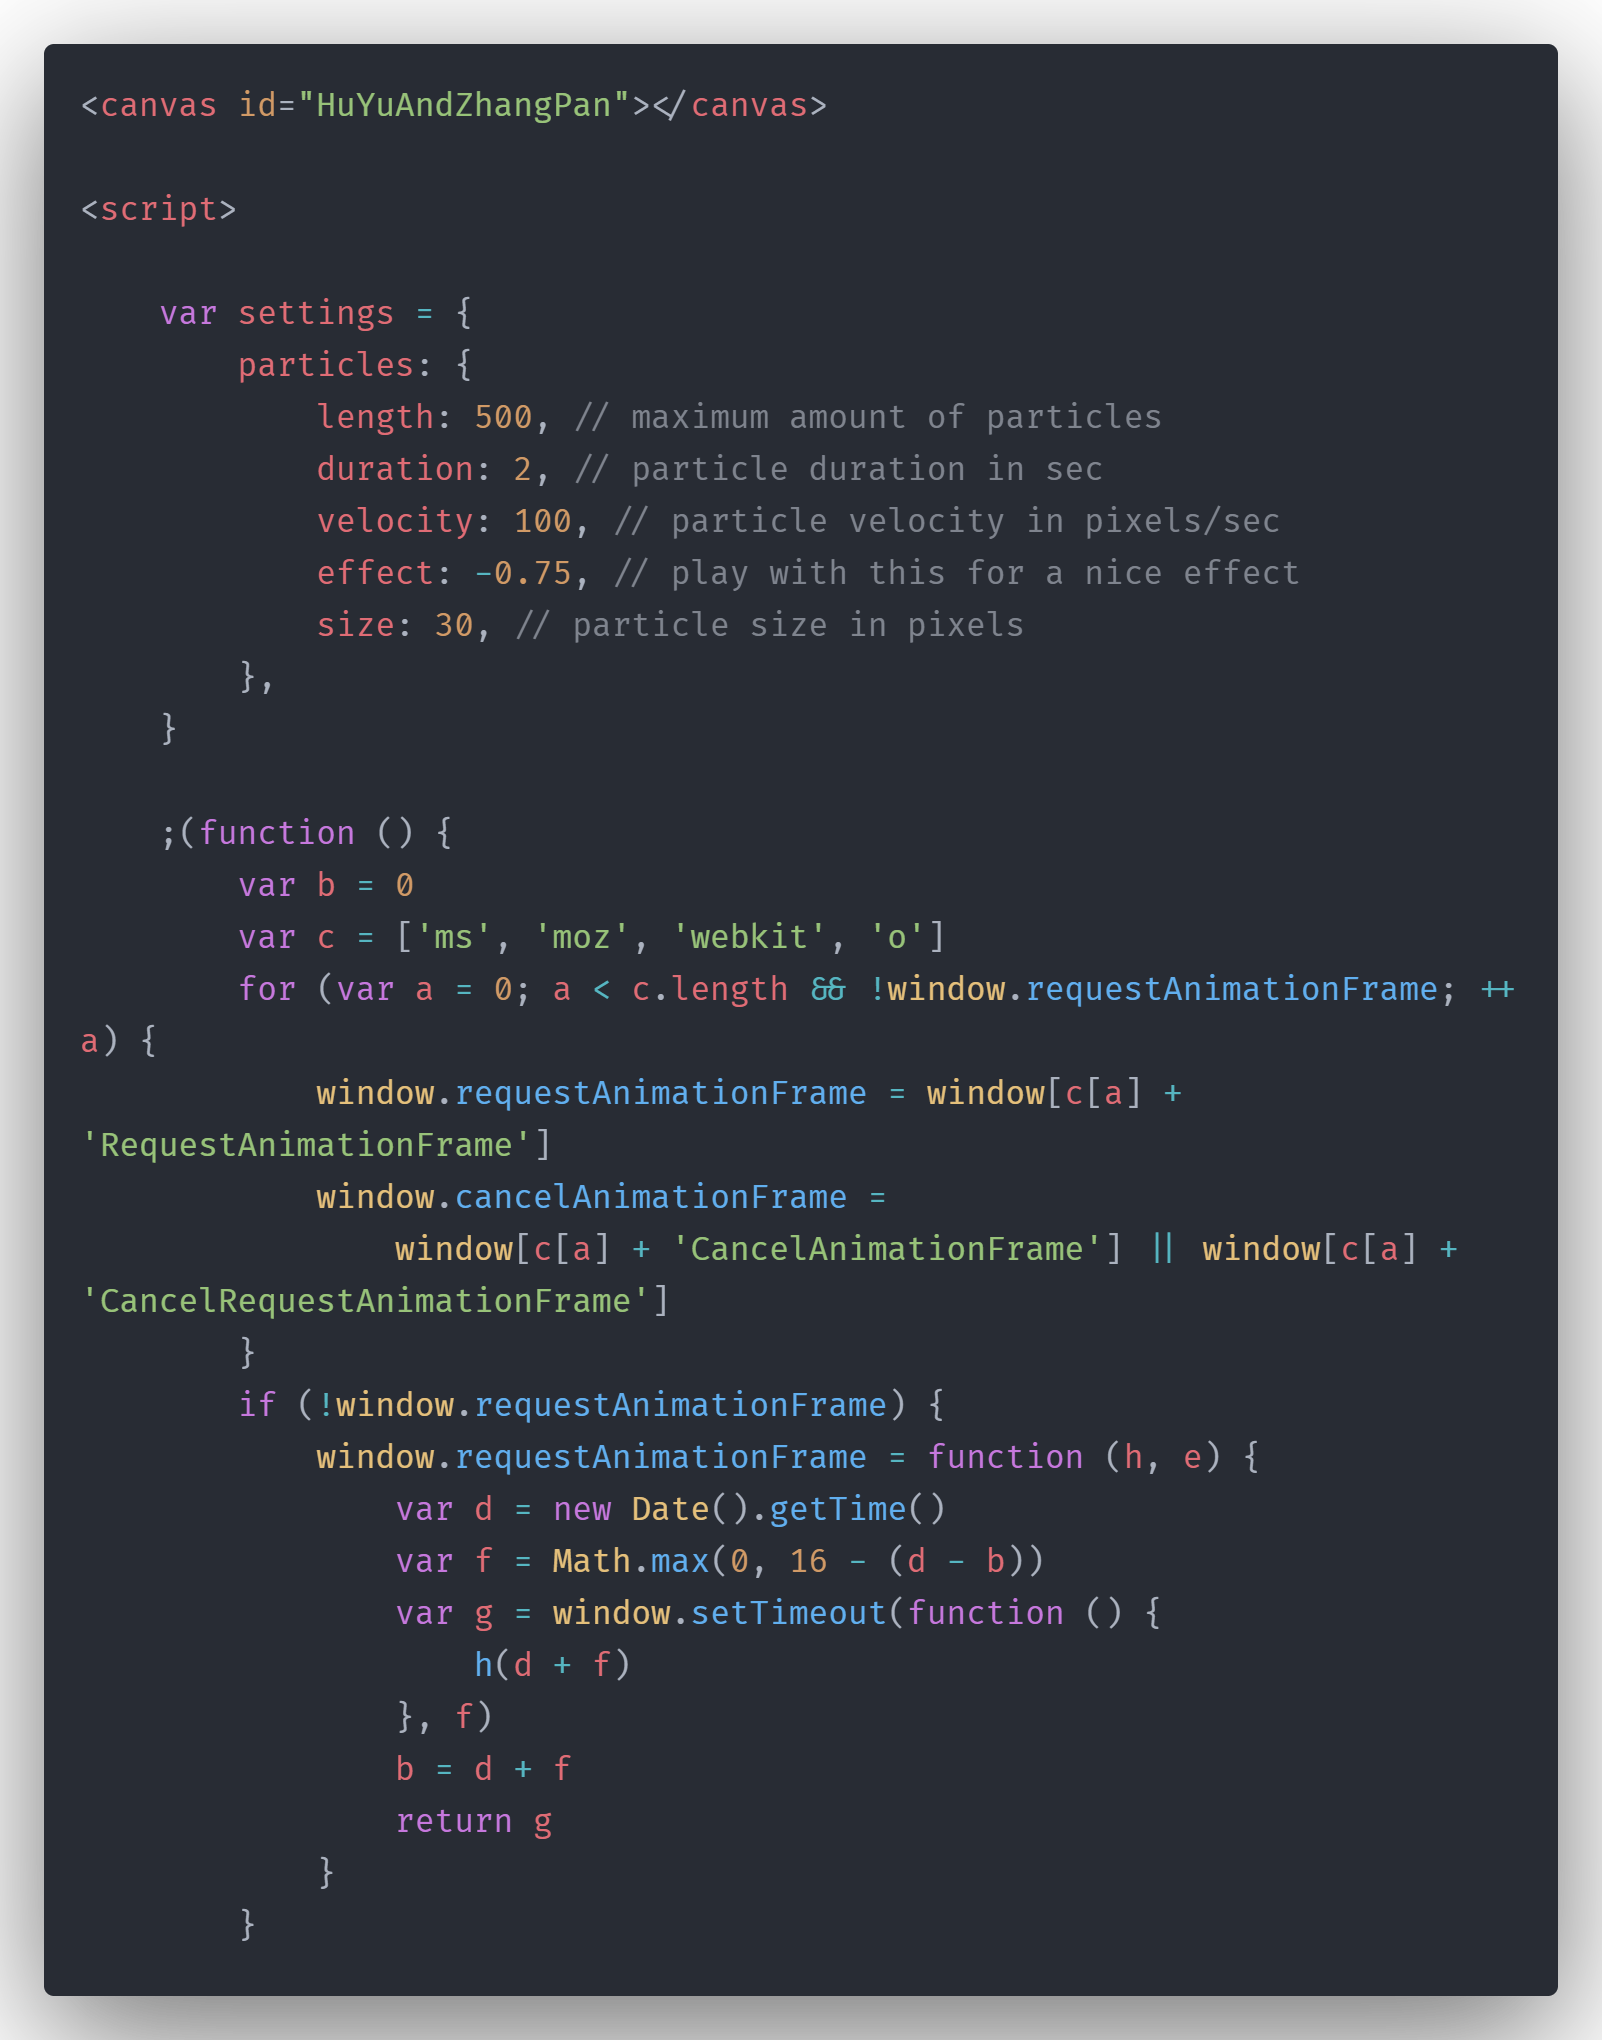 <canvas id="HuYuAndZhangPan"></canvas>

<script>

    var settings = {
        particles: {
            length: 500, // maximum amount of particles
            duration: 2, // particle duration in sec
            velocity: 100, // particle velocity in pixels/sec
            effect: -0.75, // play with this for a nice effect
            size: 30, // particle size in pixels
        },
    }

    ;(function () {
        var b = 0
        var c = ['ms', 'moz', 'webkit', 'o']
        for (var a = 0; a < c.length && !window.requestAnimationFrame; ++
a) {
            window.requestAnimationFrame = window[c[a] +
'RequestAnimationFrame']
            window.cancelAnimationFrame =
                window[c[a] + 'CancelAnimationFrame'] || window[c[a] +
'CancelRequestAnimationFrame']
        }
        if (!window.requestAnimationFrame) {
            window.requestAnimationFrame = function (h, e) {
                var d = new Date().getTime()
                var f = Math.max(0, 16 - (d - b))
                var g = window.setTimeout(function () {
                    h(d + f)
                }, f)
                b = d + f
                return g
            }
        }